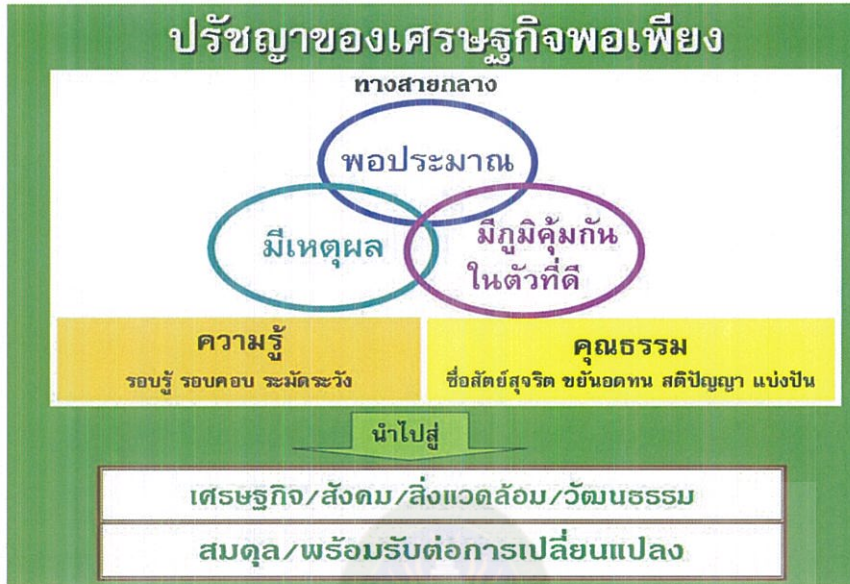 ปรัชญาของเศรษฐกิจพอเพียง
ทางสายกลาง
พอประมาณ
มีเหตุผล
มีภูมิคุ้มกัน
ในตัวที่ดี
ความรู้
รอบรู้ รอบคอบ ระมัดระวัง
คุณธรรม
ซื่อสัตย์สุจริต ขยันอดทน สติปัญญา แบ่งปัน
นำไปสู่
เศรษฐกิจ/สังคม/สิ่งแวดล้อม/วัฒนธรรม
สมดุล/พร้อมรับต่อการเปลี่ยนแปลง